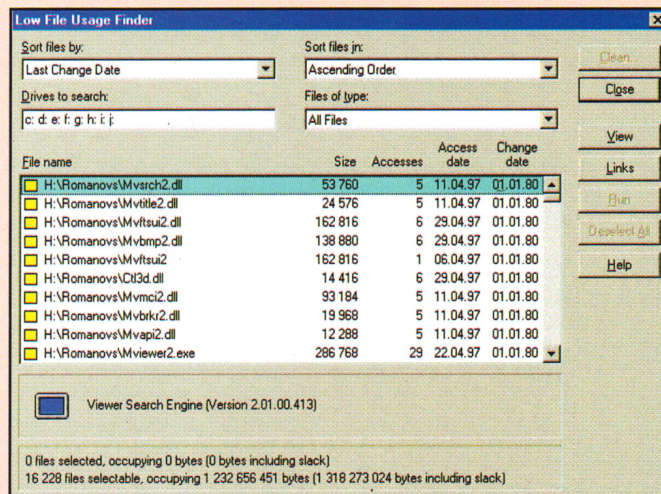 Low File Usage Finder
Sort files by:
Sort files in:
Last Change Date
Ascending Order
Clean...
Close
Drives to search:
Files of type:
c: d: e: f: g: h: i: j:
All Files
View
Links
Run
Deselect All
Help
File name Size Accesses Access date Change date
H:\Romanovs\Mvsrch2.dll 53 760 5 11.04.97 01.01.80
H:\Romanovs\Mvtitle2.dll 24 576 5 11.04.97 01.01.80
H:\Romanovs\Mvftsui2.dll 162 816 6 29.04.97 01.01.80
H:\Romanovs\Mvbmp2.dll 138 880 6 29.04.97 01.01.80
H:\Romanovs\Mvftsui2 162 816 1 06.04.97 01.01.80
H:\Romanovs\Ctl3d.dll 14 416 6 29.04.97 01.01.80
H:\Romanovs\Mvmci2.dll 93 184 5 11.04.97 01.01.80
H:\Romanovs\Mvbrkr2.dll 19 968 5 11.04.97 01.01.80
H:\Romanovs\Mvapi2.dll 12 288 5 11.04.97 01.01.80
H:\Romanovs\Mviewer2.exe 286 768 29 22.04.97 01.01.80
Viewer Search Engine (Version 2.01.00.413)
0 files selected, occupying 0 bytes (0 bytes including slack)
16 228 files selectable, occupying 1 232 656 451 bytes (1 318 273 024 bytes including slack)